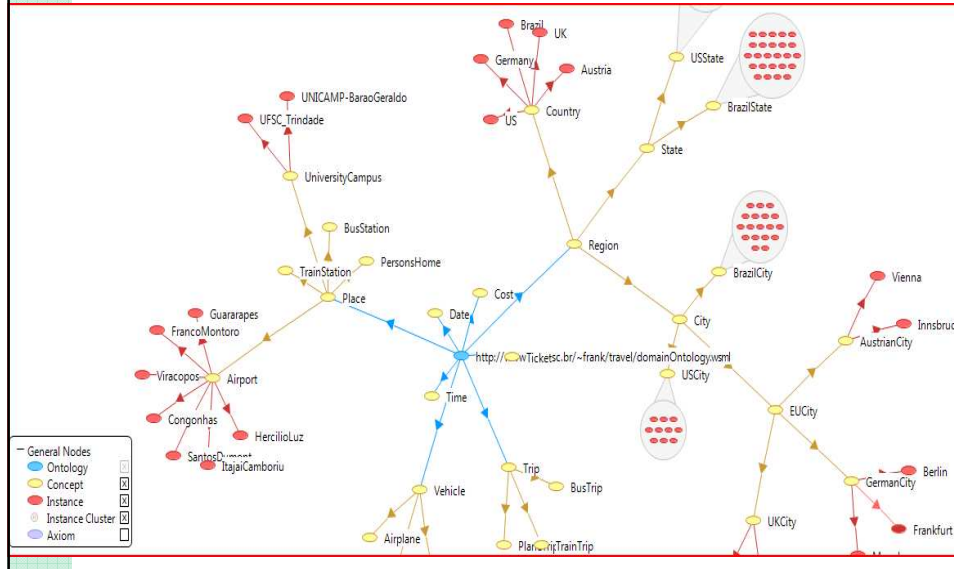 Brazil
UK
Germany
Austria
US
Country
USState
BrazilState
State
UNICAMP-BaraoGeraldo
UFSC_Trindade
UniversityCampus
BusStation
TrainStation
PersonsHome
Place
Region
BrazilCity
Cost
Date
Vienna
Guararapes
FrancoMontoro
City
Innsbruc
AustrianCity
Viracopos
Airport
USCity
Time
EUCity
Congonhas
HercilioLuz
SantosDumont
ItajaiCamboriu
Trip
BusTrip
Vehicle
Berlin
GermanCity
UKCity
Frankfurt
Airplane
TrainTrip
General Nodes
Ontology
Concept
Instance
Instance Cluster
Axiom